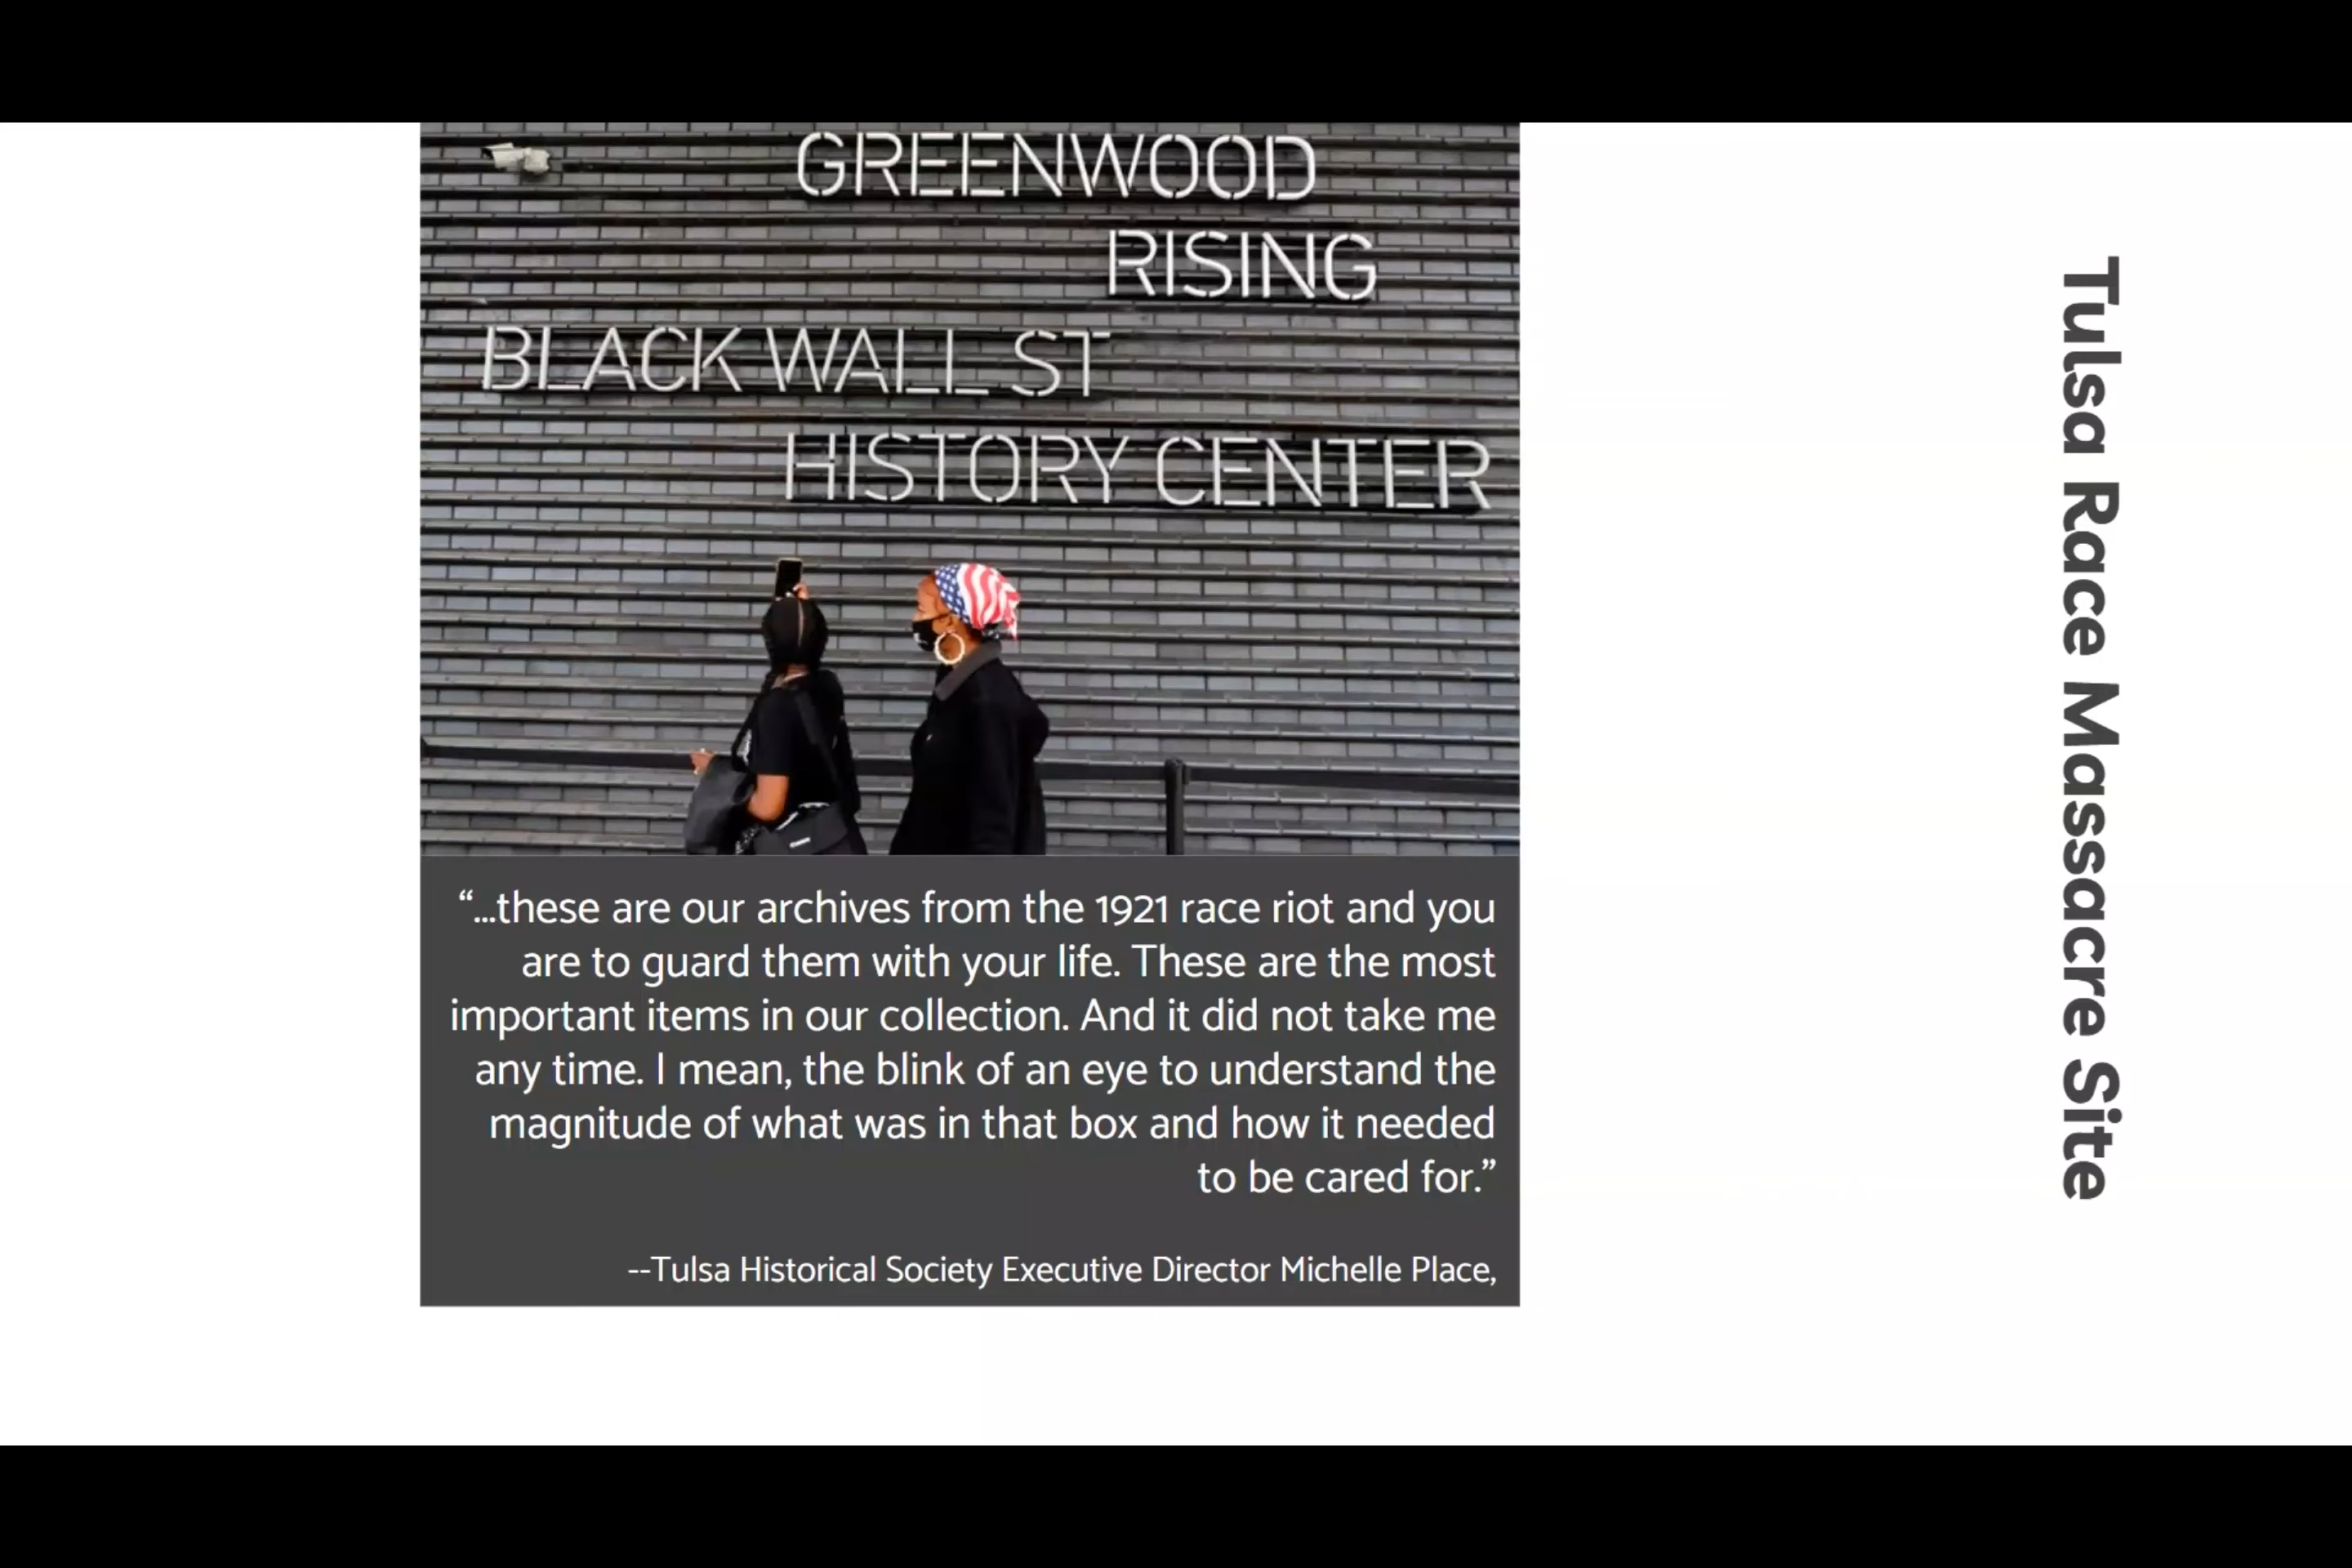 GREENWOOD
RISING
BLACK WALL ST
HISTORY CENTER
“...these are our archives from the 1921 race riot and you
are to guard them with your life. These are the most
important items in our collection. And it did not take me
any time. I mean, the blink of an eye to understand the
magnitude of what was in that box and how it needed
to be cared for.”
--Tulsa Historical Society Executive Director Michelle Place,
Tulsa Race Massacre Site